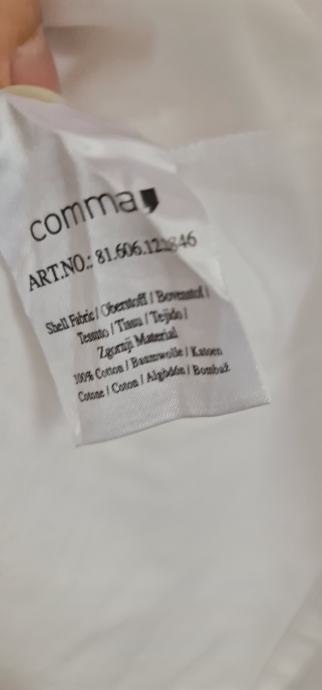 comma
ART.NO.: 81.606.12
Shell Fabric / Oberstoff / Bovenstof /
Tessuto / Tissu / Tejido /
Zgornji Material
100% Cotton / Baumwolle / Katoen
Cotone / Coton / Algodón / Bombaž